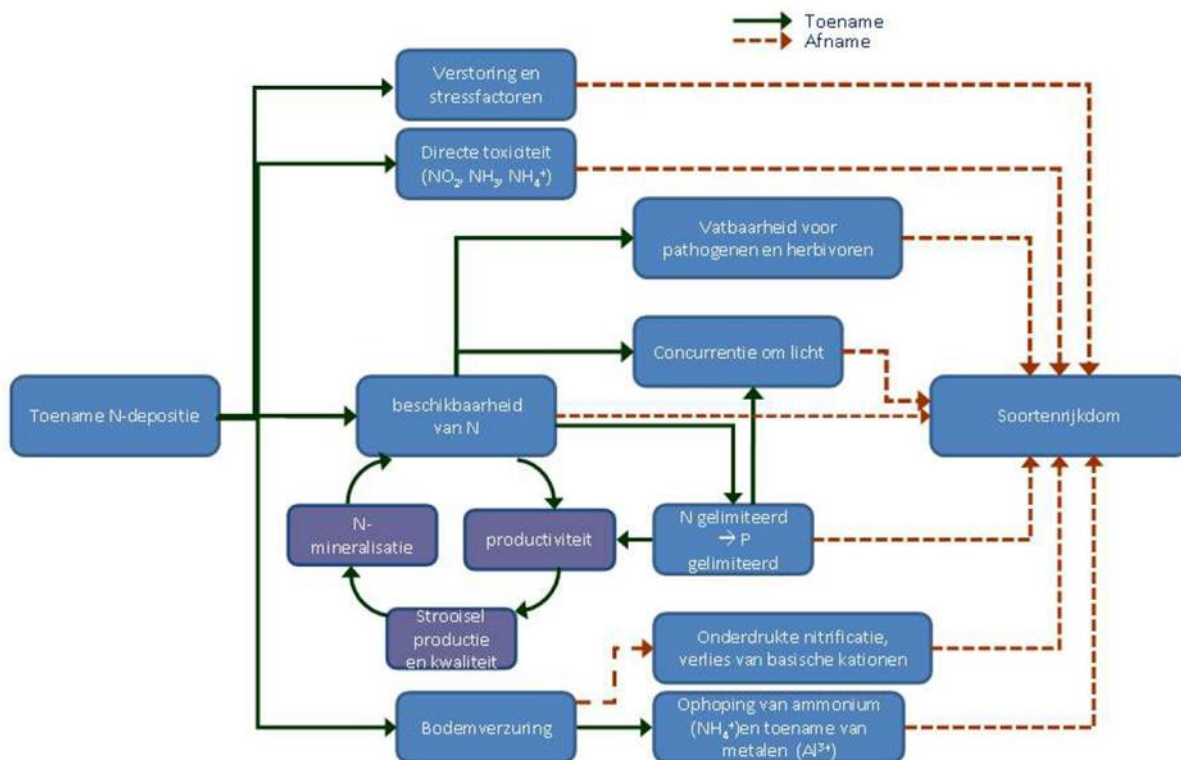 Toename
Afname
Verstoring en
stressfactoren
Directe toxiciteit
(NO₂, NH₃, NH₄⁺)
Vatbaarheid voor
pathogenen en herbivoren
Concurrentie om licht
Toename N-depositie
beschikbaarheid
van N
Soortenrijkdom
N-
mineralisatie
productiviteit
N gelimiteerd
→ P
gelimiteerd
Strooisel
productie
en kwaliteit
Onderdrukte nitrificatie,
verlies van basische kationen
Bodemverzuring
Ophoping van ammonium
(NH₄⁺)en toename van
metalen (Al³⁺)